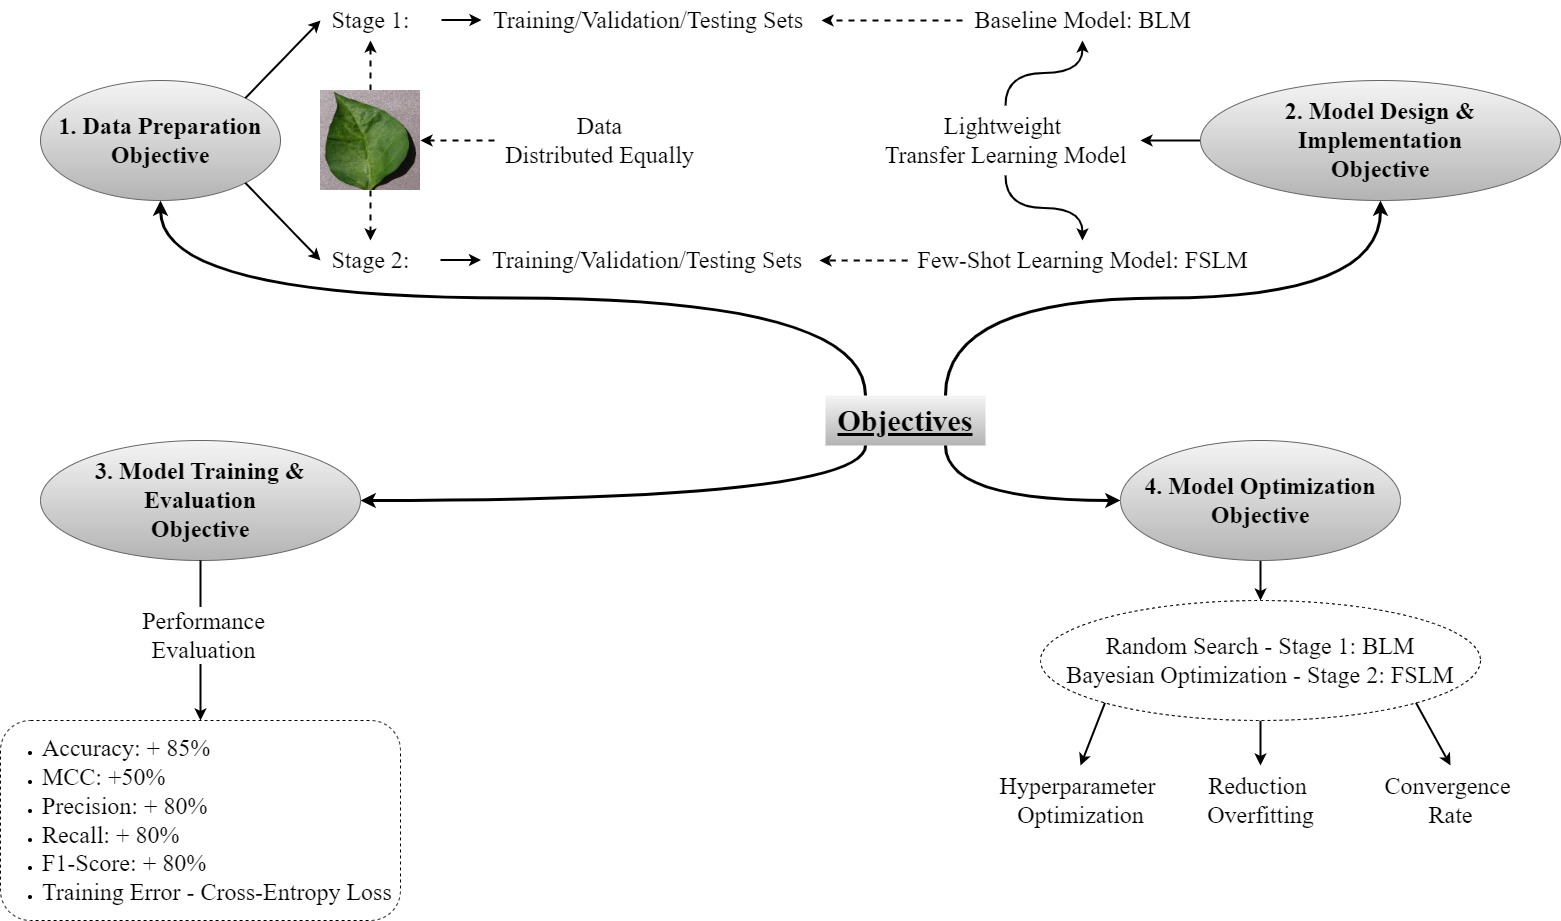 Stage 1:
Training/Validation/Testing Sets
Baseline Model: BLM
1. Data Preparation
Objective
Data
Distributed Equally
Lightweight
Transfer Learning Model
2. Model Design &
Implementation
Objective
Stage 2:
Training/Validation/Testing Sets
Few-Shot Learning Model: FSLM
Objectives
3. Model Training &
Evaluation
Objective
4. Model Optimization
Objective
Performance
Evaluation
Random Search - Stage 1: BLM
Bayesian Optimization - Stage 2: FSLM
• Accuracy: + 85%
• MCC: +50%
• Precision: + 80%
• Recall: + 80%
• F1-Score: + 80%
• Training Error - Cross-Entropy Loss
Hyperparameter
Optimization
Reduction
Overfitting
Convergence
Rate